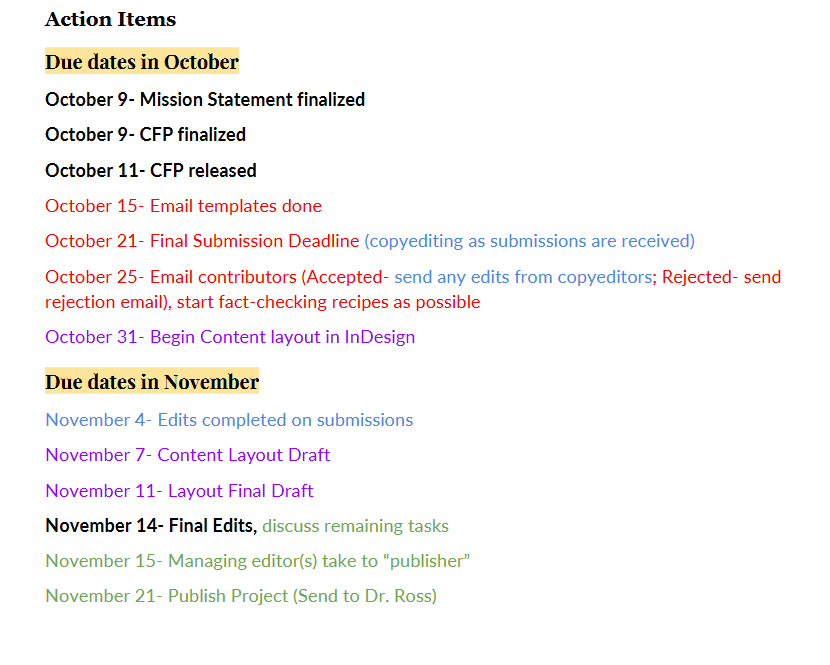 Action Items
Due dates in October
October 9- Mission Statement finalized
October 9- CFP finalized
October 11- CFP released
October 15- Email templates done
October 21- Final Submission Deadline (copyediting as submissions are received)
October 25- Email contributors (Accepted- send any edits from copyeditors; Rejected- send
rejection email), start fact-checking recipes as possible
October 31- Begin Content layout in InDesign
Due dates in November
November 4- Edits completed on submissions
November 7- Content Layout Draft
November 11- Layout Final Draft
November 14- Final Edits, discuss remaining tasks
November 15- Managing editor(s) take to “publisher”
November 21- Publish Project (Send to Dr. Ross)